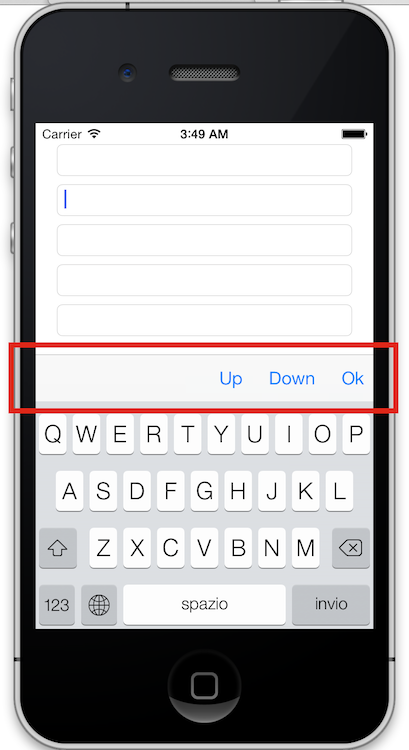 Carrier 3:49 AM
Up Down Ok
Q W E R T Y U I O P
A S D F G H J K L
Z X C V B N M
123 spazio invio